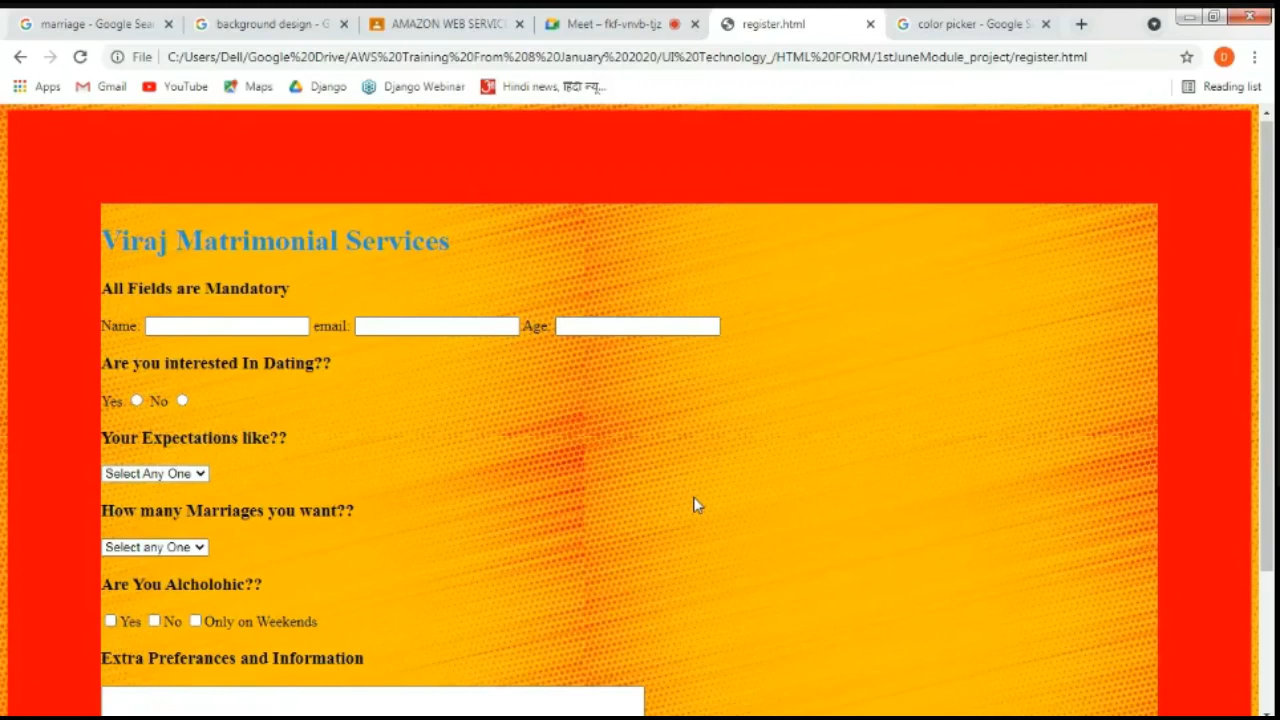 marriage - Google Sea
background design - G
AMAZON WEB SERVIC
Meet – fkf-vnvb-tjz
register.html
color picker - Google S
File C:/Users/Dell/Google%20Drive/AWS%20Training%20From%208%20January%202020/UI%20Technology_/HTML%20FORM/1stJuneModule_project/register.html
D
Apps Gmail YouTube Maps Django Django Webinar Hindi news, हिंदी न्यू... Reading list
Viraj Matrimonial Services
All Fields are Mandatory
Name: email: Age:
Are you interested In Dating??
Yes No
Your Expectations like??
Select Any One
How many Marriages you want??
Select any One
Are You Alcholohic??
Yes No Only on Weekends
Extra Preferances and Information